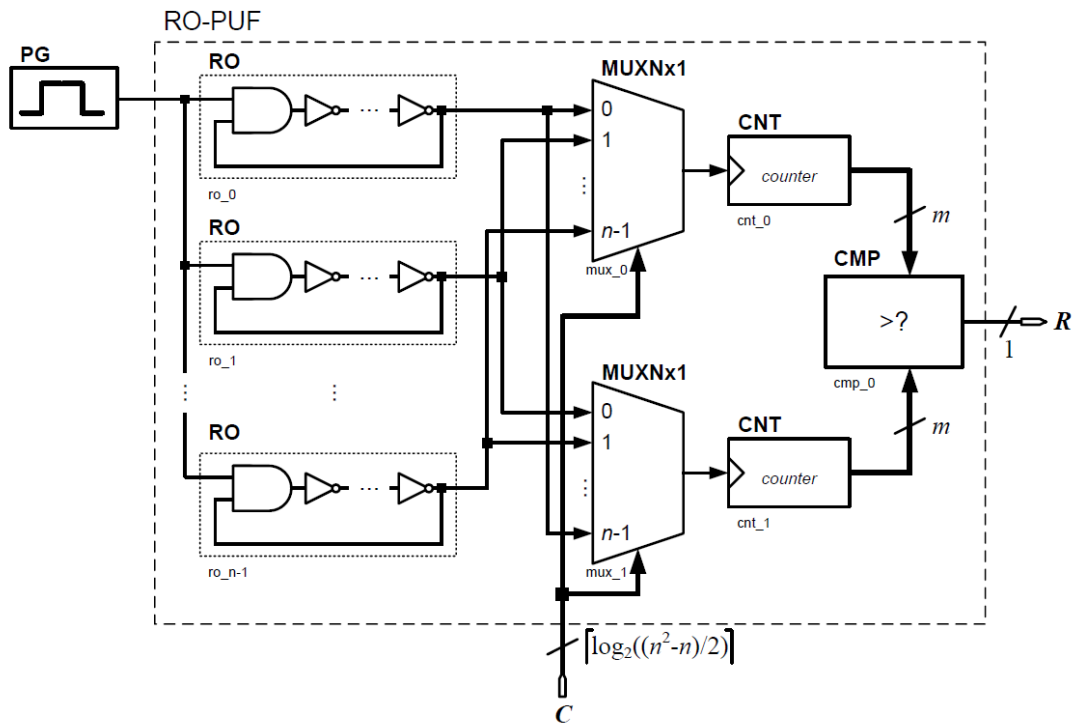 RO-PUF
PG
RO
...
ro_0
RO
...
ro_1
...
...
RO
...
ro_n-1
MUXNx1
0
1
...
n-1
mux_0
MUXNx1
0
1
...
n-1
mux_1
CNT
counter
cnt_0
m
CMP
>?
cmp_0
1
R
CNT
counter
cnt_1
m
⌈log₂((n²-n)/2)⌉
C